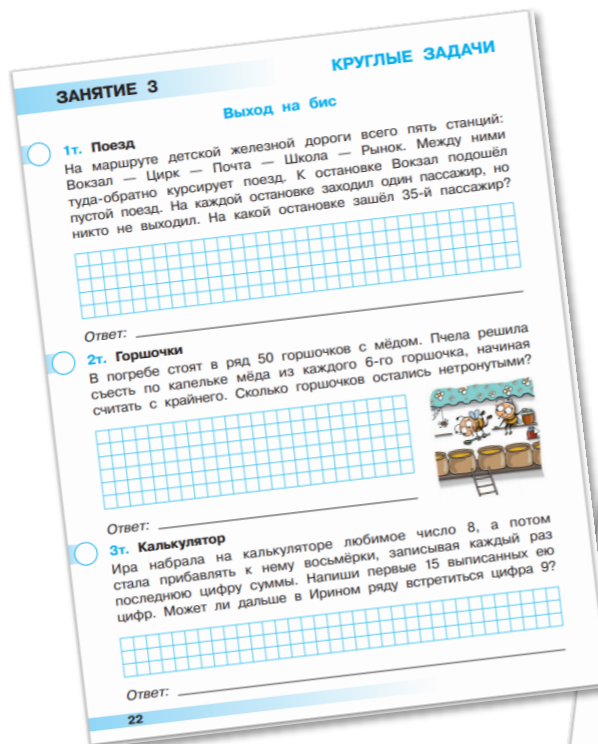 КРУГЛЫЕ ЗАДАЧИ
ЗАНЯТИЕ 3
Выход на бис
1т. Поезд
На маршруте детской железной дороги всего пять станций:
Вокзал — Цирк — Почта — Школа — Рынок. Между ними
туда-обратно курсирует поезд. К остановке Вокзал подошёл
пустой поезд. На каждой остановке заходил один пассажир, но
никто не выходил. На какой остановке зашёл 35-й пассажир?
Ответ:
2т. Горшочки
В погребе стоят в ряд 50 горшочков с мёдом. Пчела решила
съесть по капельке мёда из каждого 6-го горшочка, начиная
считать с крайнего. Сколько горшочков остались нетронутыми?
Ответ:
3т. Калькулятор
Ира набрала на калькуляторе любимое число 8, а потом
стала прибавлять к нему восьмёрки, записывая каждый раз
последнюю цифру суммы. Напиши первые 15 выписанных ею
цифр. Может ли дальше в Ирином ряду встретиться цифра 9?
Ответ:
22